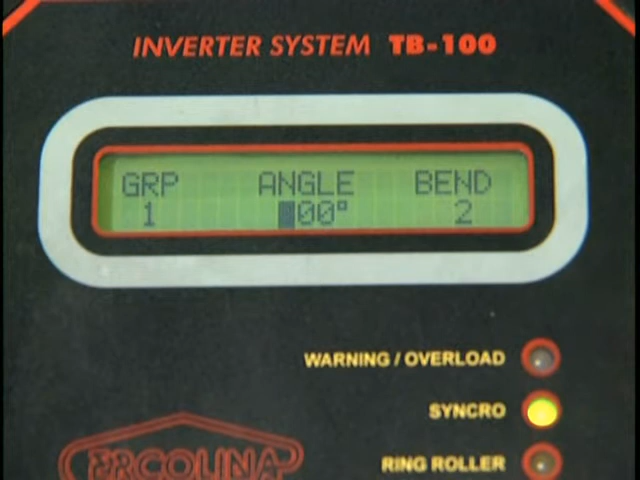 INVERTER SYSTEM TB-100
GRP ANGLE BEND
1 00° 2
WARNING / OVERLOAD
SYNCRO
RING ROLLER
ERCOLINA